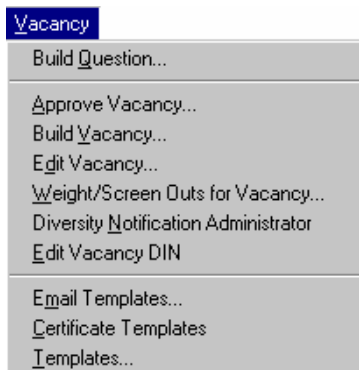 Vacancy
Build Question...
Approve Vacancy...
Build Vacancy...
Edit Vacancy...
Weight/Screen Outs for Vacancy...
Diversity Notification Administrator
Edit Vacancy DIN
Email Templates...
Certificate Templates
Templates...